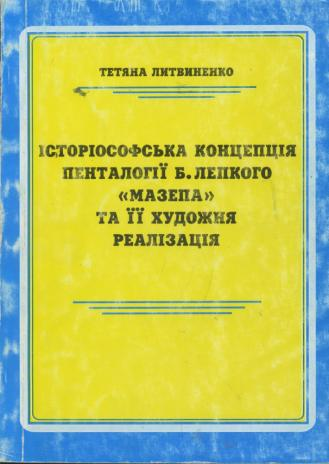 ТЕТЯНА ЛИТВИНЕНКО
ІСТОРІОСОФСЬКА КОНЦЕПЦІЯ
ПЕНТАЛОГІЇ Б. ЛЕПКОГО
«МАЗЕПА»
ТА ЇЇ ХУДОЖНЯ
РЕАЛІЗАЦІЯ